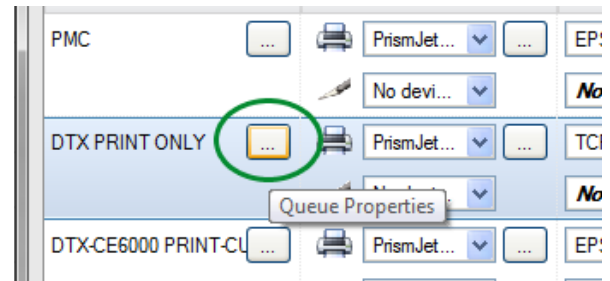 PMC ... PrismJet... ... EPS
No devi... No
DTX PRINT ONLY ... PrismJet... ... TCP
No
Queue Properties
DTX-CE6000 PRINT-CU ... PrismJet... ... EPS